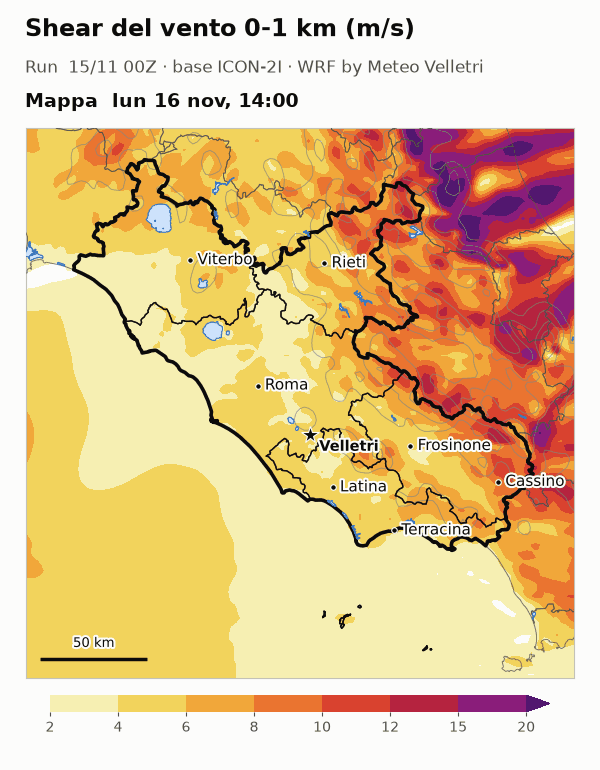 Shear del vento 0-1 km (m/s)
Run  15/11 00Z · base ICON-2I · WRF by Meteo Velletri
Mappa  lun 16 nov, 14:00
Viterbo
Rieti
Roma
Velletri
Frosinone
Latina
Cassino
Terracina
50 km
2 4 6 8 10 12 15 20